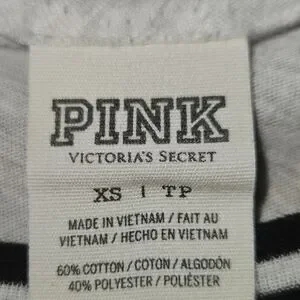 PINK
VICTORIA'S SECRET
XS | TP
MADE IN VIETNAM / FAIT AU
VIETNAM / HECHO EN VIETNAM
60% COTTON / COTON / ALGODÓN
40% POLYESTER / POLIÉSTER